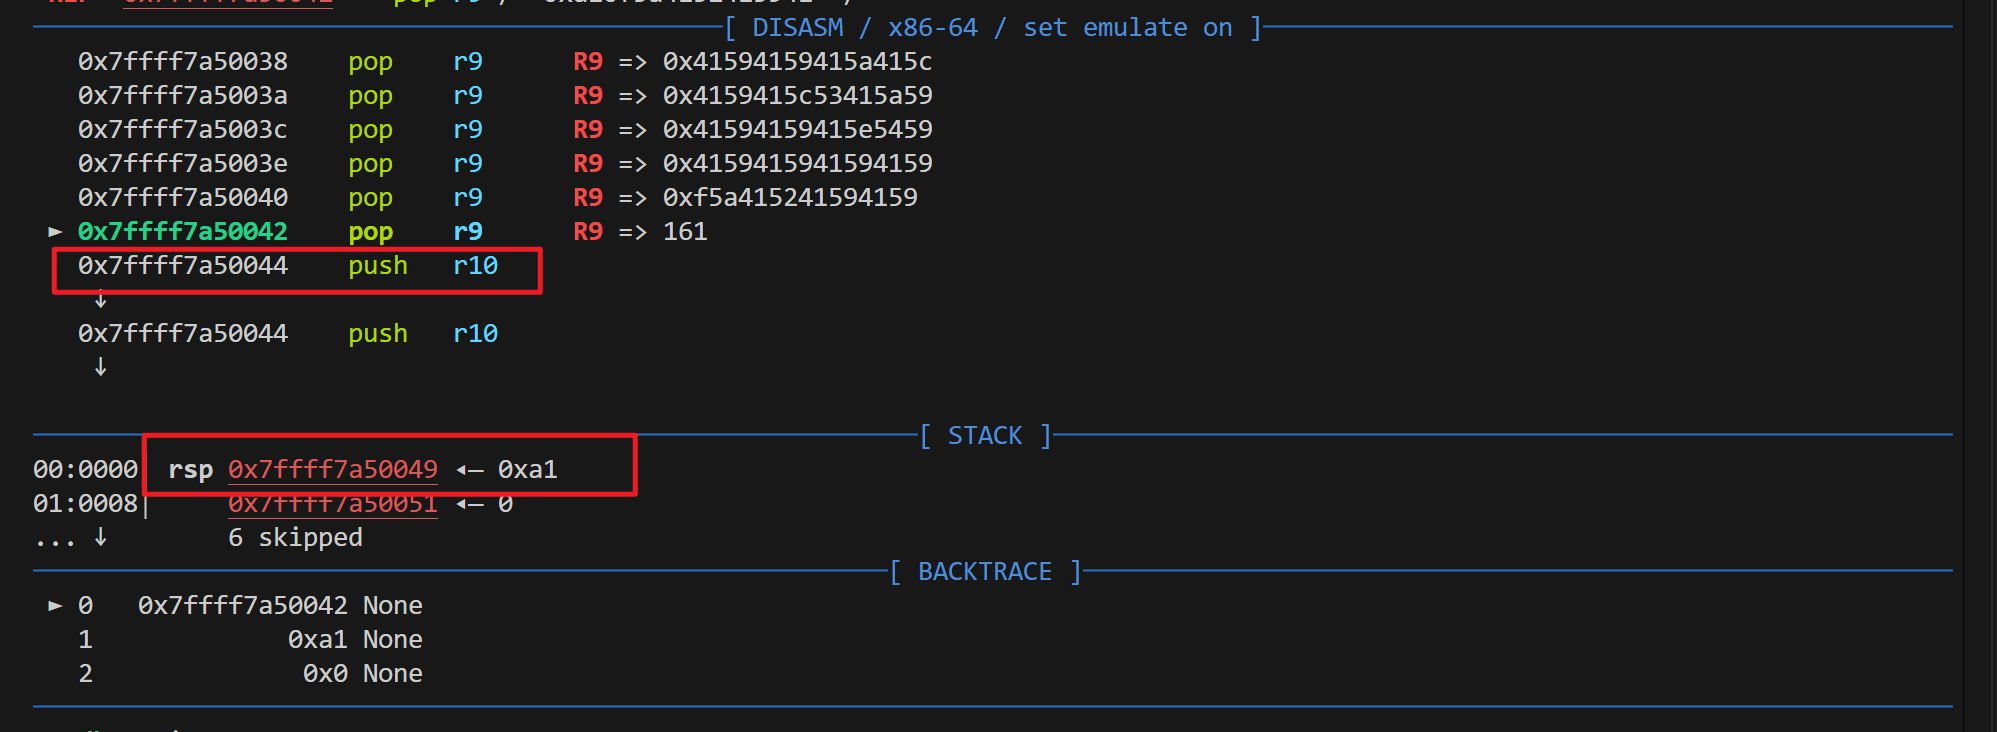 [ DISASM / x86-64 / set emulate on ]
0x7ffff7a50038 pop r9 R9 => 0x41594159415a415c
0x7ffff7a5003a pop r9 R9 => 0x4159415c53415a59
0x7ffff7a5003c pop r9 R9 => 0x41594159415e5459
0x7ffff7a5003e pop r9 R9 => 0x4159415941594159
0x7ffff7a50040 pop r9 R9 => 0xf5a415241594159
► 0x7ffff7a50042 pop r9 R9 => 161
0x7ffff7a50044 push r10
↓
0x7ffff7a50044 push r10
↓
[ STACK ]
00:0000│ rsp 0x7ffff7a50049 ◂— 0xa1
01:0008│ 0x7ffff7a50051 ◂— 0
... ↓ 6 skipped
[ BACKTRACE ]
► 0 0x7ffff7a50042 None
1 0xa1 None
2 0x0 None